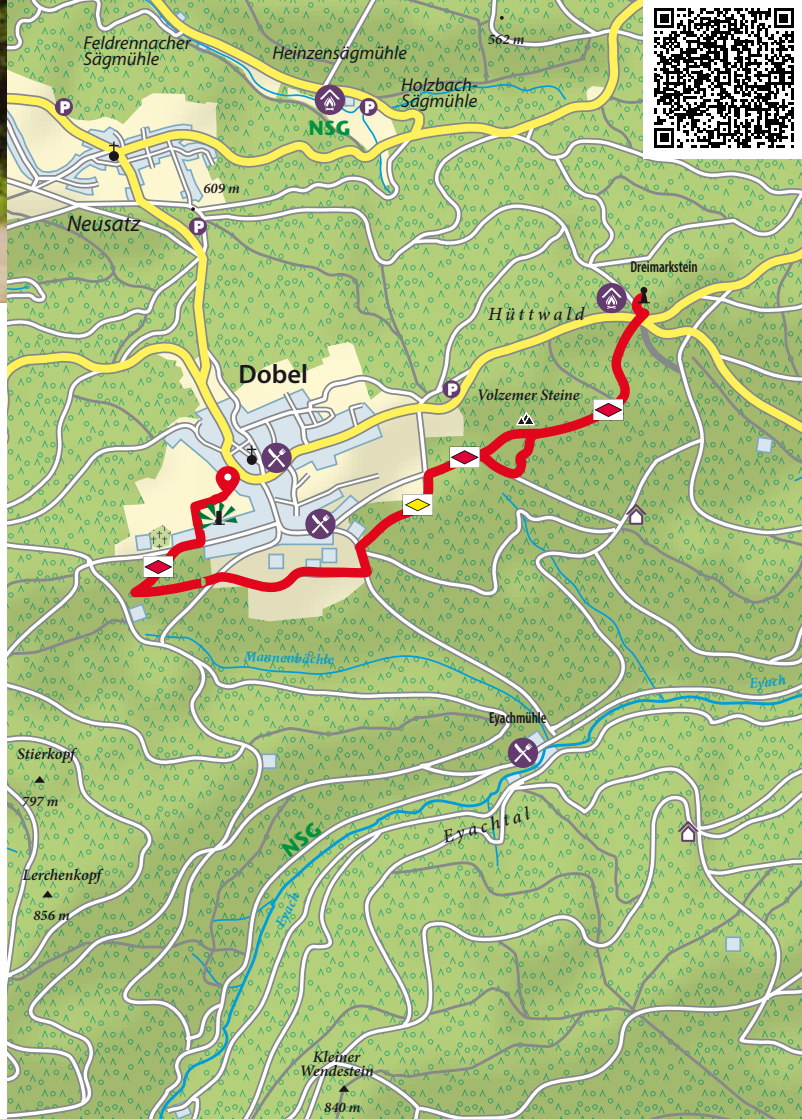 Feldrennacher
Sägmühle
Heinzensägmühle
562 m
Holzbach-
Sägmühle
P
P
NSG
609 m
Neusatz
P
Dreimarkstein
Hüttwald
Dobel
P
Volzemer Steine
Mannenbächle
Eyach
Eyachmühle
Stierkopf
797 m
NSG
Eyachtal
Lerchenkopf
856 m
Eyach
Kleiner
Wendestein
840 m